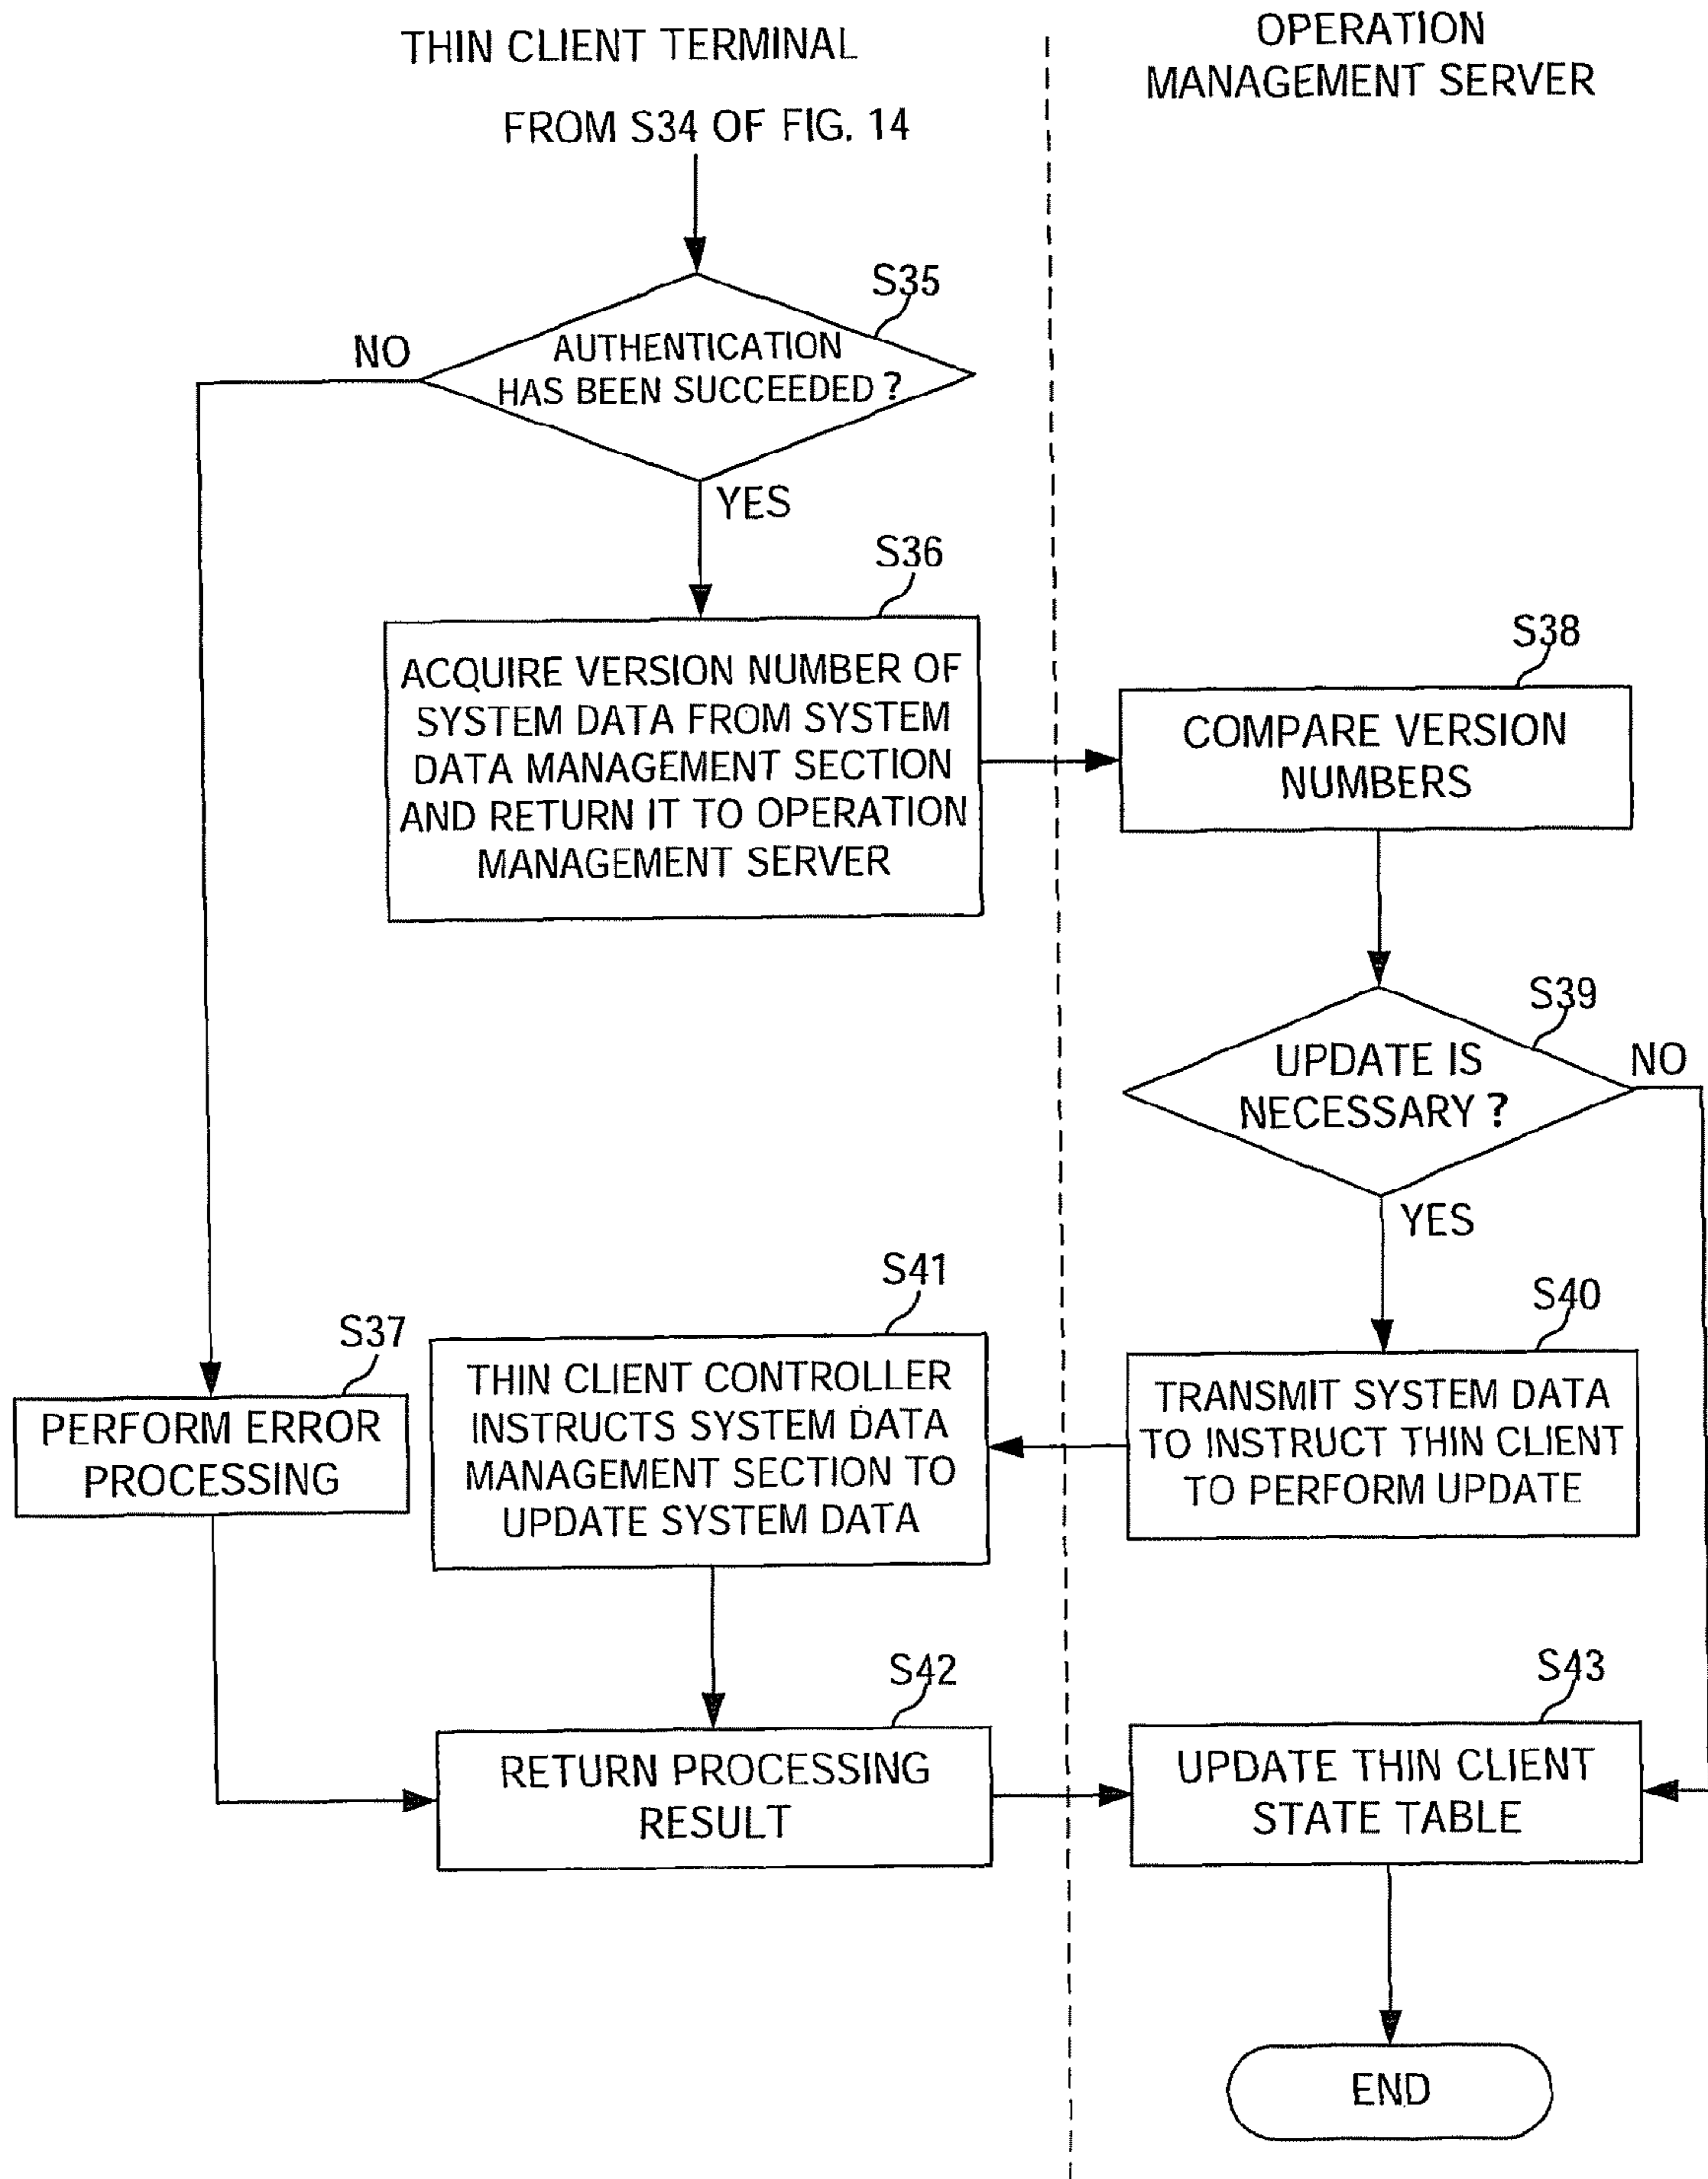 THIN CLIENT TERMINAL
OPERATION
MANAGEMENT SERVER
FROM S34 OF FIG. 14
S35
AUTHENTICATION
HAS BEEN SUCCEEDED ?
NO
YES
S36
ACQUIRE VERSION NUMBER OF
SYSTEM DATA FROM SYSTEM
DATA MANAGEMENT SECTION
AND RETURN IT TO OPERATION
MANAGEMENT SERVER
S38
COMPARE VERSION
NUMBERS
S39
UPDATE IS
NECESSARY ?
NO
YES
S37
PERFORM ERROR
PROCESSING
S41
THIN CLIENT CONTROLLER
INSTRUCTS SYSTEM DATA
MANAGEMENT SECTION TO
UPDATE SYSTEM DATA
S40
TRANSMIT SYSTEM DATA
TO INSTRUCT THIN CLIENT
TO PERFORM UPDATE
S42
RETURN PROCESSING
RESULT
S43
UPDATE THIN CLIENT
STATE TABLE
END